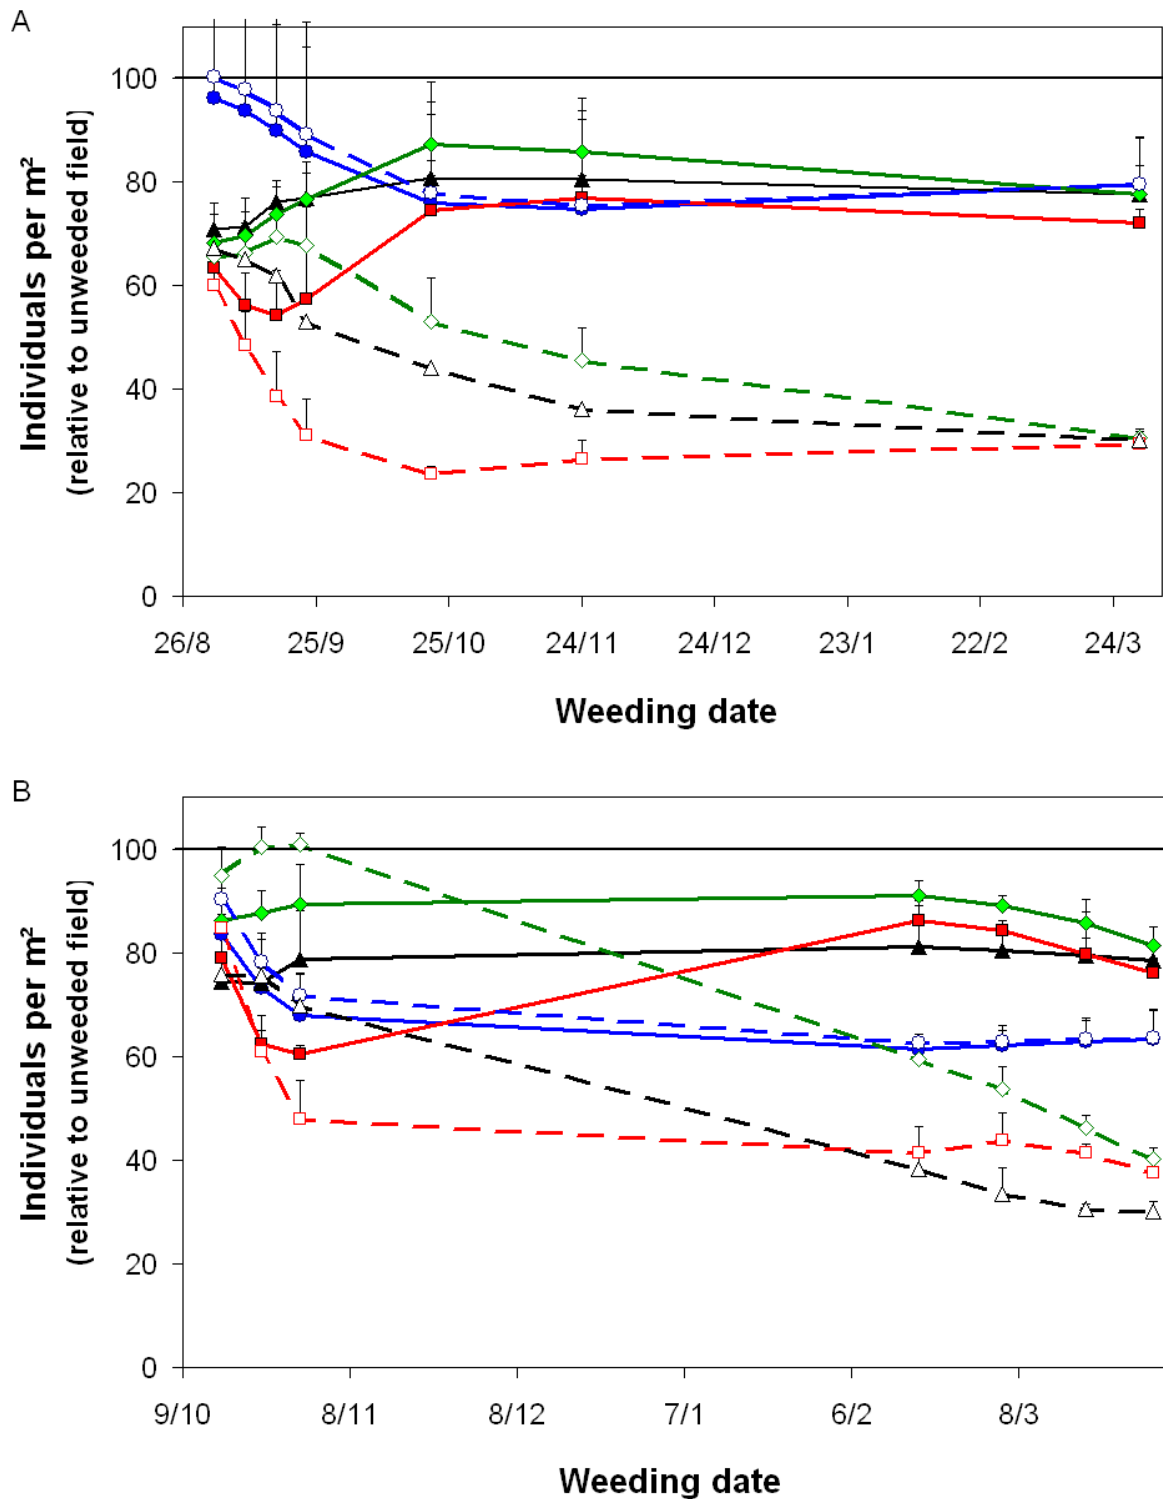 A
Individuals per m²
(relative to unweeded field)
100
80
60
40
20
0
26/8 25/9 25/10 24/11 24/12 23/1 22/2 24/3
Weeding date
B
Individuals per m²
(relative to unweeded field)
100
80
60
40
20
0
9/10 8/11 8/12 7/1 6/2 8/3
Weeding date